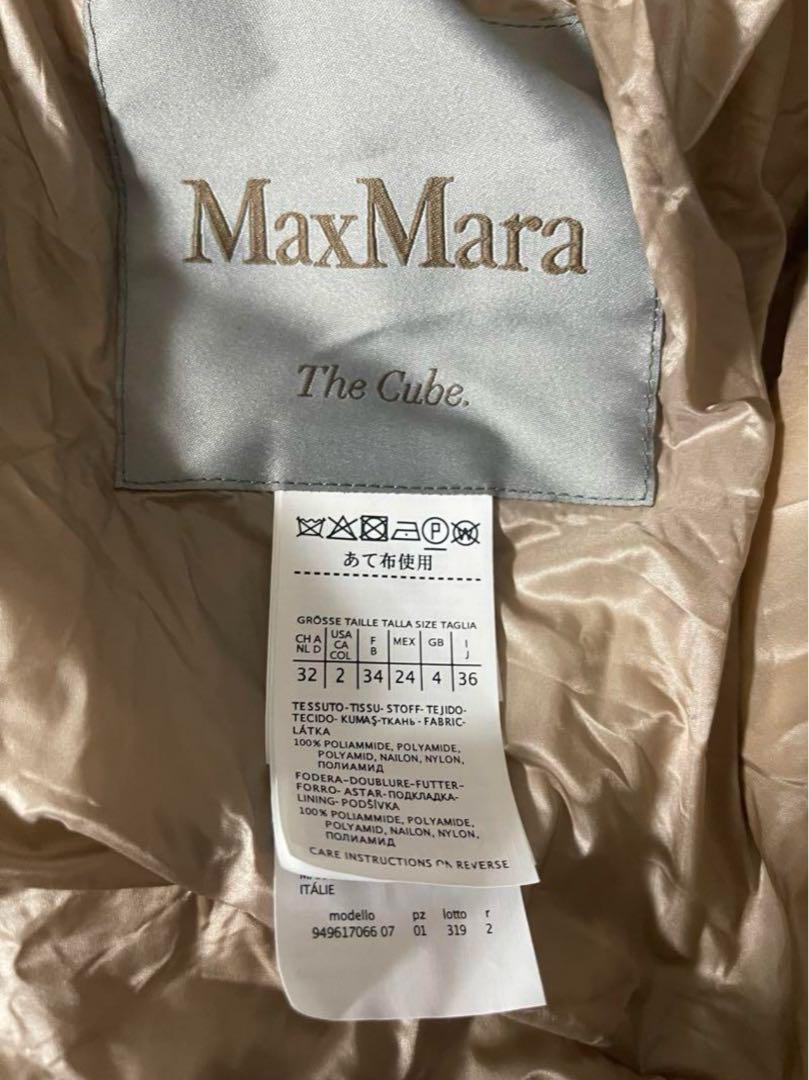 MaxMara
The Cube.
P W
あて布使用
GRÖSSE TAILLE TALLA SIZE TAGLIA
CH A NL D USA CA COL F B MEX GB I J
32 2 34 24 4 36
TESSUTO-TISSU-STOFF-TEJIDO-
TECIDO-KUMAŞ-ТКАНЬ-FABRIC-
LÁTKA
100% POLIAMMIDE, POLYAMIDE,
POLYAMID, NAILON, NYLON,
ПОЛИАМИД
FODERA-DOUBLURE-FUTTER-
FORRO-ASTAR-ПОДКЛАДКА-
LINING-PODŠÍVKA
100% POLIAMMIDE, POLYAMIDE,
POLYAMID, NAILON, NYLON,
ПОЛИАМИД
CARE INSTRUCTIONS ON REVERSE
ITÁLIE
modello pz lotto r
949617066 07 01 319 2